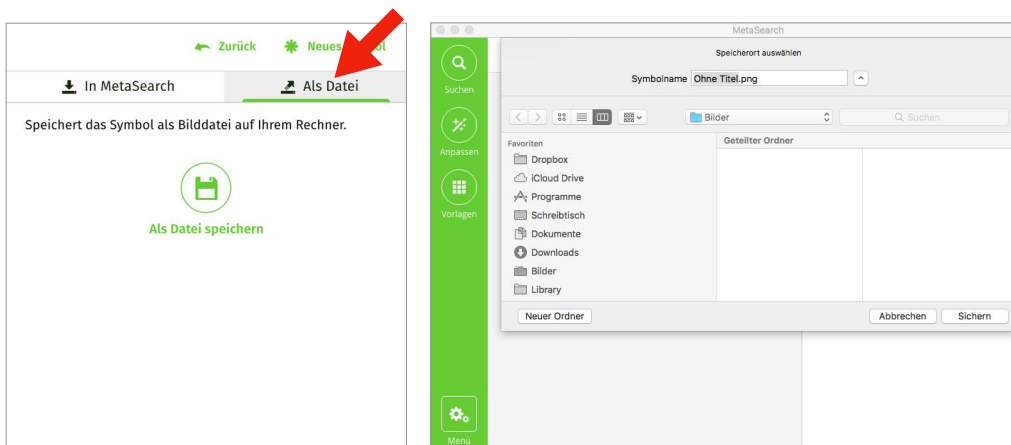 Zurück
Neues
In MetaSearch
Als Datei
Speichert das Symbol als Bilddatei auf Ihrem Rechner.
Als Datei speichern
MetaSearch
Suchen
Anpassen
Vorlagen
Menü
Speicherort auswählen
Symbolname Ohne Titel.png
Bilder
Suchen
Favoriten
Dropbox
iCloud Drive
Programme
Schreibtisch
Dokumente
Downloads
Bilder
Library
Geteilter Ordner
Neuer Ordner
Abbrechen
Sichern